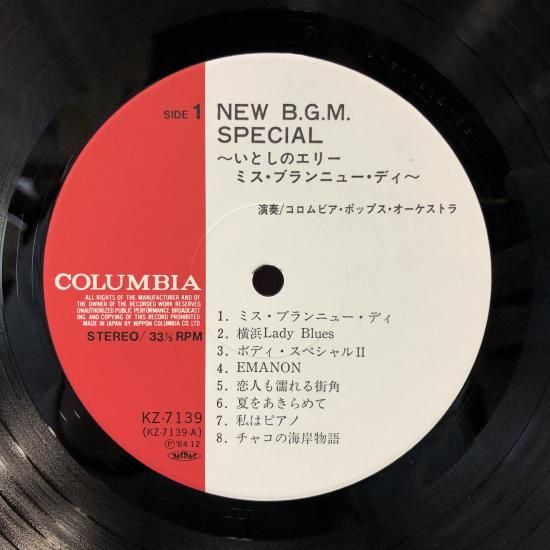 SIDE 1
NEW B.G.M.
SPECIAL
～いとしのエリー
ミス・ブランニュー・ディ～
演奏/コロムビア・ポップス・オーケストラ
COLUMBIA
ALL RIGHTS OF THE MANUFACTURER AND OF
THE OWNER OF THE RECORDED WORK RESERVED
UNAUTHORIZED PUBLIC PERFORMANCE BROADCAST
ING AND COPYING OF THIS RECORD PROHIBITED
MADE IN JAPAN BY NIPPON COLUMBIA CO. LTD.
STEREO/ 33⅓ RPM
KZ-7139
(KZ-7139-A)
Ⓟ'84.12
1. ミス・ブランニュー・ディ
2. 横浜Lady Blues
3. ボディ・スペシャルII
4. EMANON
5. 恋人も濡れる街角
6. 夏をあきらめて
7. 私はピアノ
8. チャコの海岸物語